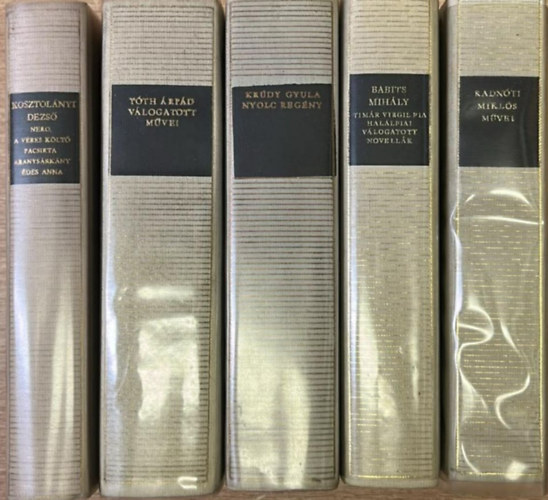 KOSZTOLÁNYI
DEZSŐ
NERO,
A VÉRES KÖLTŐ
PACSIRTA
ARANYSÁRKÁNY
ÉDES ANNA
TÓTH ÁRPÁD
VÁLOGATOTT
MŰVEI
KRÚDY GYULA
NYOLC REGÉNY
BABITS
MIHÁLY
TIMÁR VIRGIL FIA
HALÁLFIAI
VÁLOGATOTT
NOVELLÁK
RADNÓTI
MIKLÓS
MŰVEI